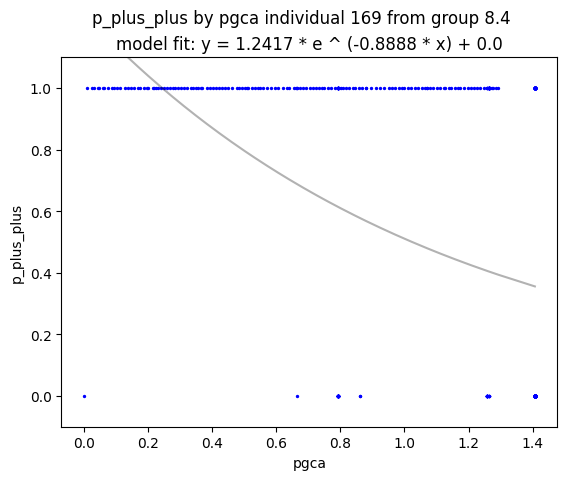 p_plus_plus by pgca individual 169 from group 8.4
model fit: y = 1.2417 * e ^ (-0.8888 * x) + 0.0
1.0
0.8
0.6
0.4
0.2
0.0
p_plus_plus
0.0 0.2 0.4 0.6 0.8 1.0 1.2 1.4
pgca